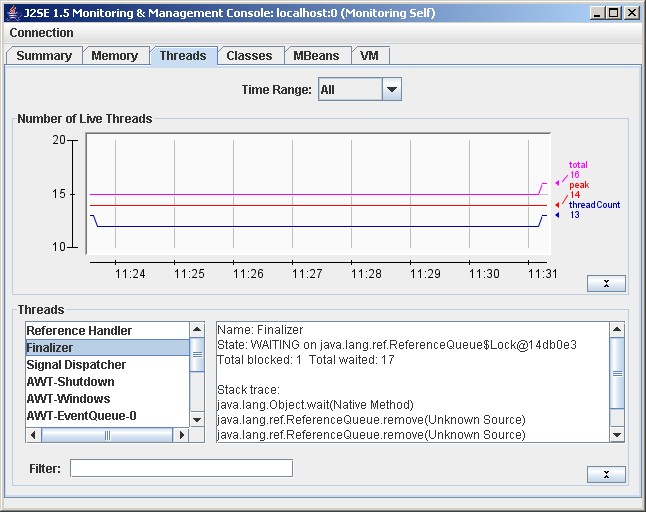 J2SE 1.5 Monitoring & Management Console: localhost:0 (Monitoring Self)
Connection
Summary Memory Threads Classes MBeans VM
Time Range: All
Number of Live Threads
20
15
10
total
16
peak
14
threadCount
13
11:24 11:25 11:26 11:27 11:28 11:29 11:30 11:31
Threads
Reference Handler
Finalizer
Signal Dispatcher
AWT-Shutdown
AWT-Windows
AWT-EventQueue-0
Name: Finalizer
State: WAITING on java.lang.ref.ReferenceQueue$Lock@14db0e3
Total blocked: 1 Total waited: 17
Stack trace:
java.lang.Object.wait(Native Method)
java.lang.ref.ReferenceQueue.remove(Unknown Source)
java.lang.ref.ReferenceQueue.remove(Unknown Source)
Filter: